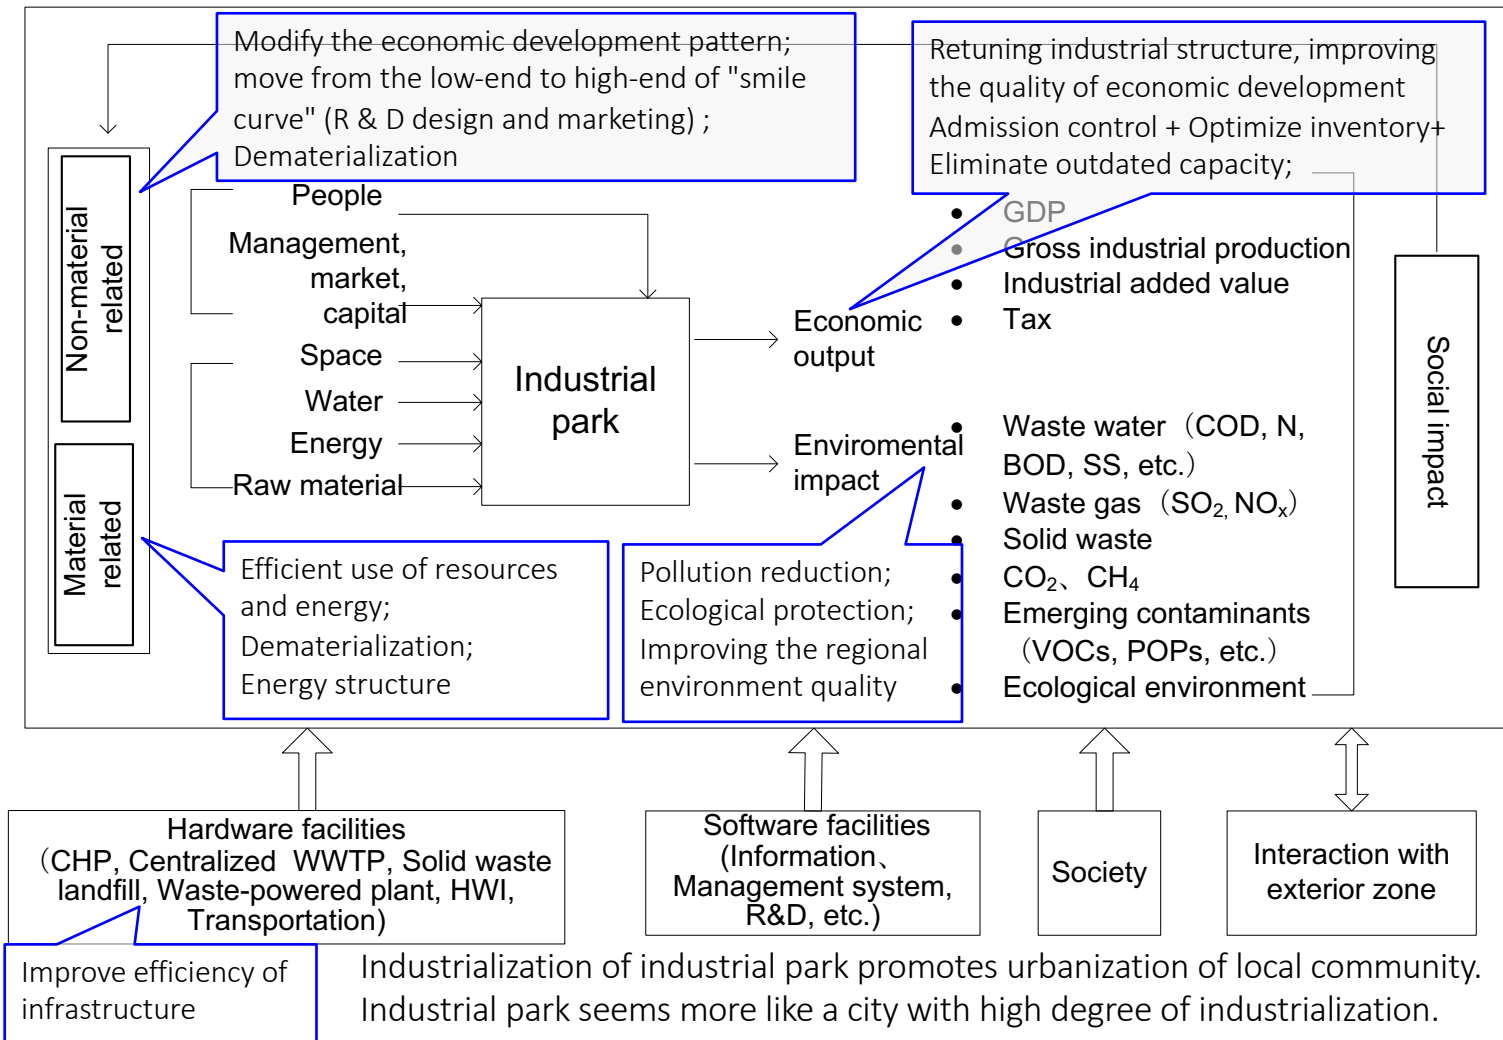 Modify the economic development pattern;
move from the low-end to high-end of "smile
curve" (R & D design and marketing) ;
Dematerialization
Retuning industrial structure, improving
the quality of economic development
Admission control + Optimize inventory+
Eliminate outdated capacity;
Non-material
related
Material
related
People
Management,
market,
capital
Space
Water
Energy
Raw material
Industrial
park
Economic
output
Enviromental
impact
• GDP
• Gross industrial production
• Industrial added value
• Tax
• Waste water（COD, N,
BOD, SS, etc.）
• Waste gas（SO₂, NOₓ）
• Solid waste
• CO₂、CH₄
• Emerging contaminants
（VOCs, POPs, etc.）
• Ecological environment
Social impact
Efficient use of resources
and energy;
Dematerialization;
Energy structure
Pollution reduction;
Ecological protection;
Improving the regional
environment quality
Hardware facilities
（CHP, Centralized WWTP, Solid waste
landfill, Waste-powered plant, HWI,
Transportation)
Software facilities
(Information、
Management system,
R&D, etc.)
Society
Interaction with
exterior zone
Improve efficiency of
infrastructure
Industrialization of industrial park promotes urbanization of local community.
Industrial park seems more like a city with high degree of industrialization.